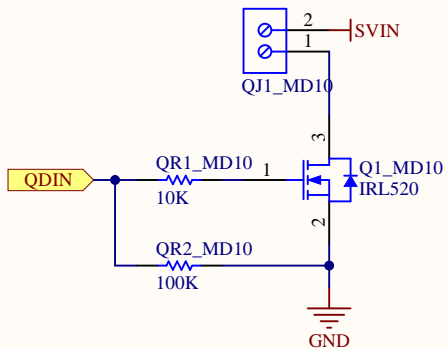 2
SVIN
1
QJ1_MD10
3
QR1_MD10
1
Q1_MD10
QDIN
10K
IRL520
2
QR2_MD10
100K
GND